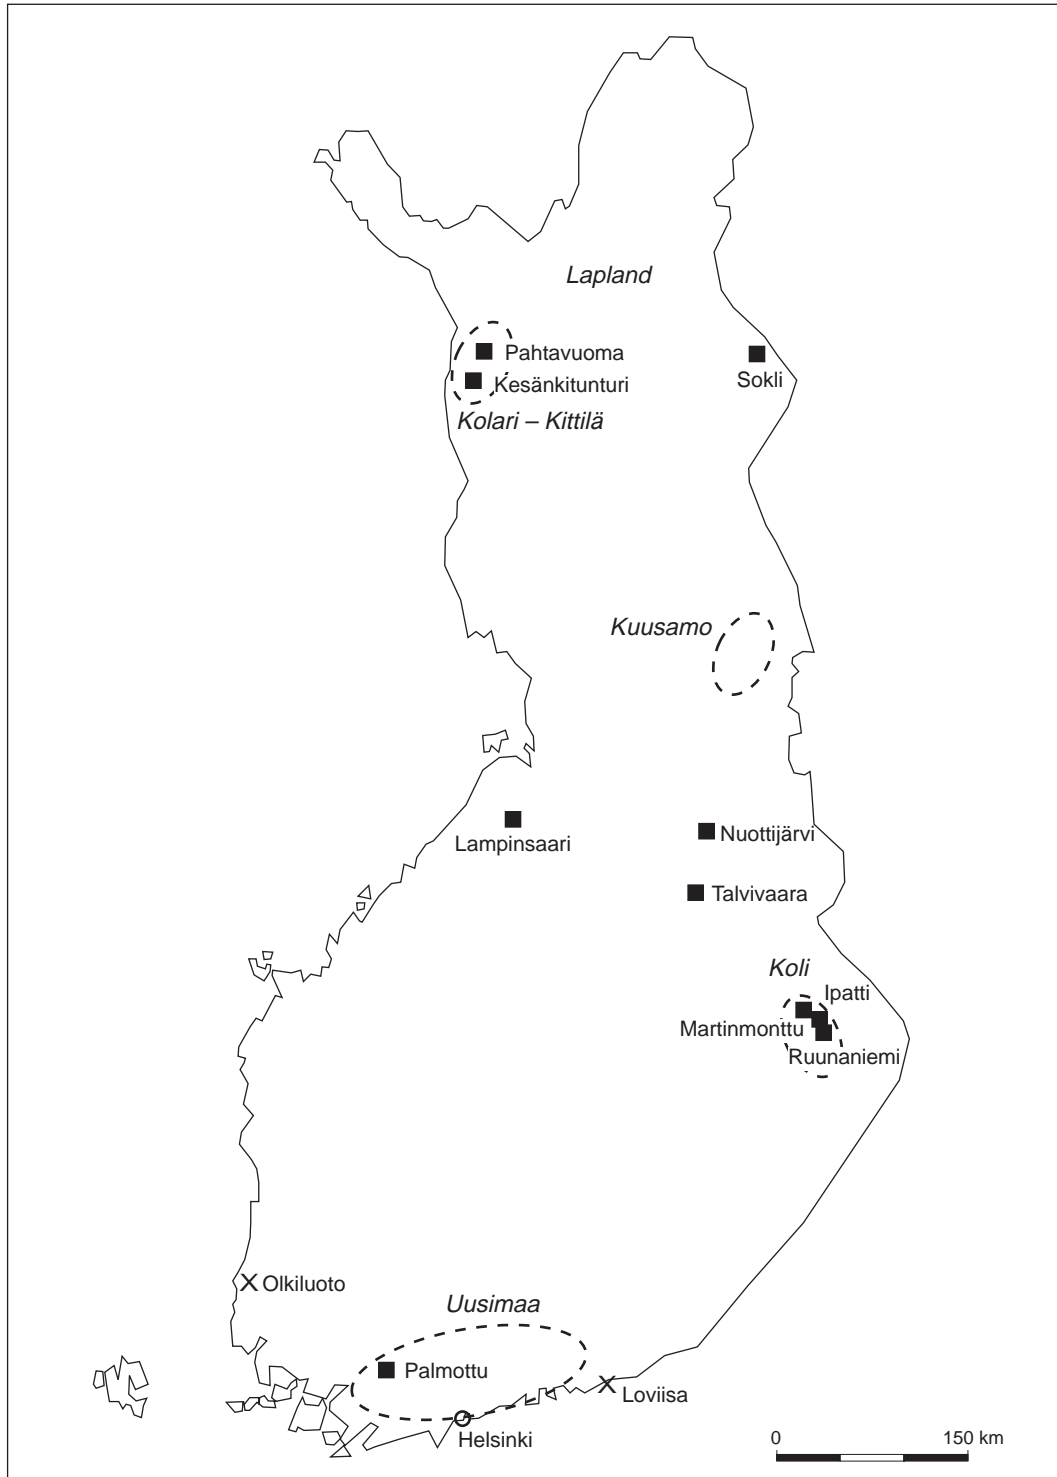 Lapland
Pahtavuoma
Sokli
Kesänkitunturi
Kolari – Kittilä
Kuusamo
Lampinsaari
Nuottijärvi
Talvivaara
Koli
Ipatti
Martinmonttu
Ruunaniemi
X Olkiluoto
Uusimaa
Palmottu
X Loviisa
Helsinki
0 150 km